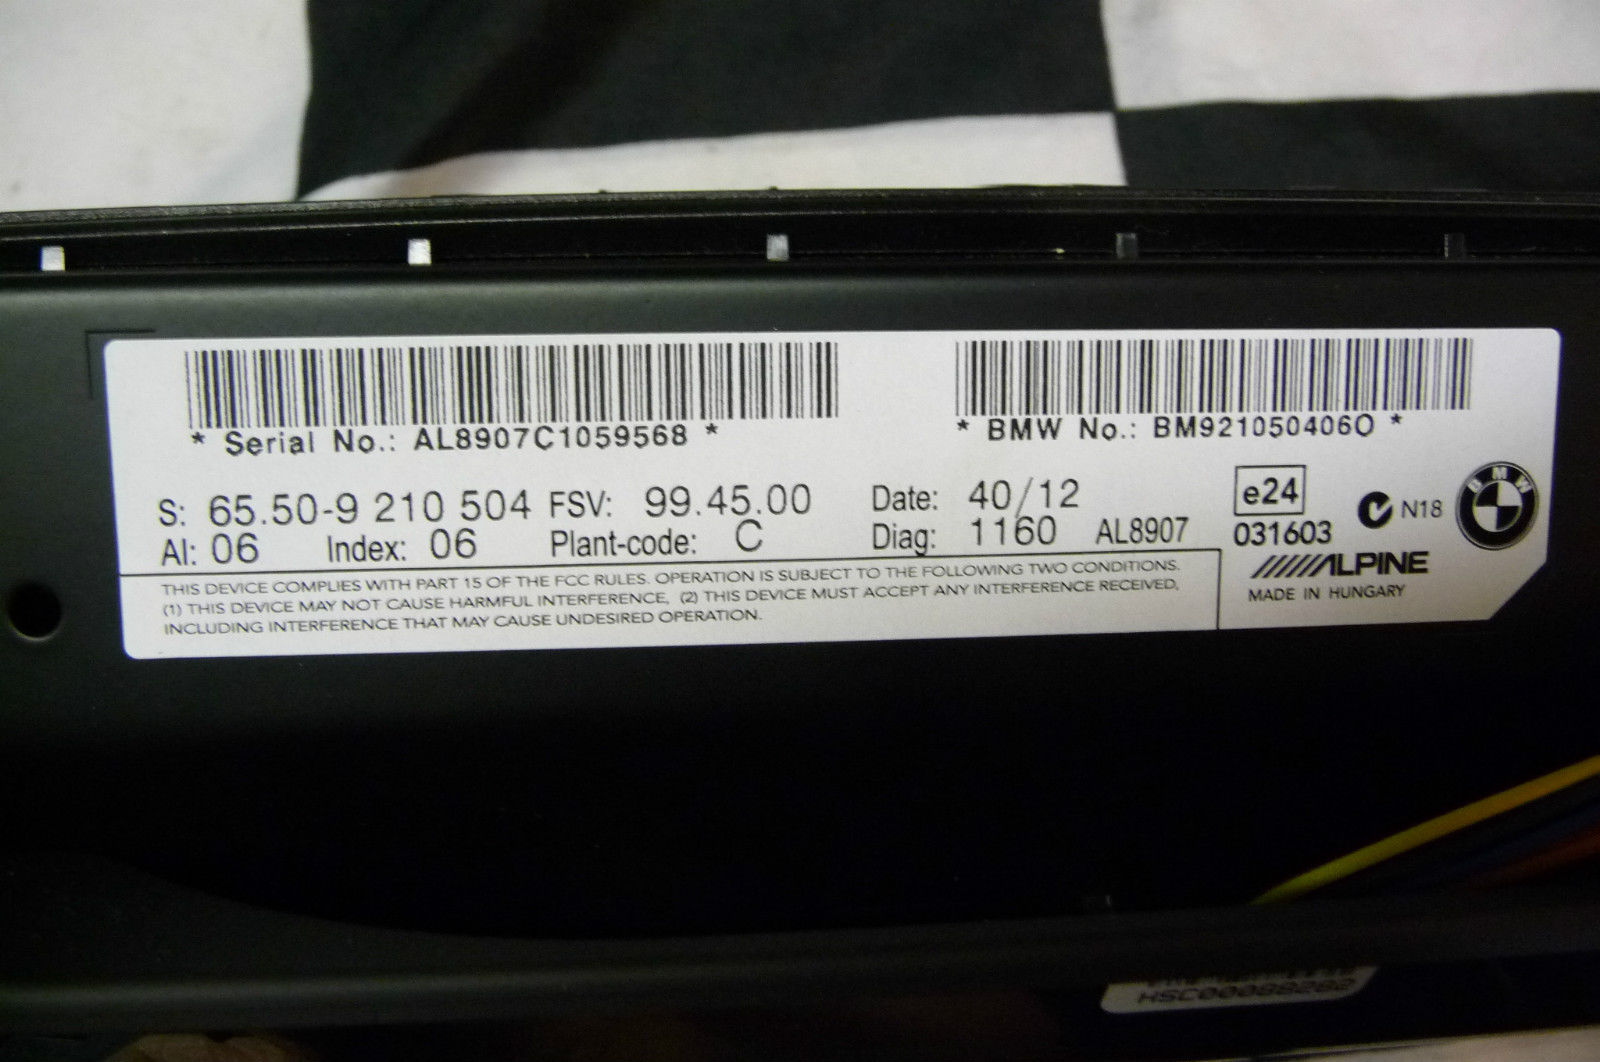 * Serial No.: AL8907C1059568 *
* BMW No.: BM9210504060 *
S: 65.50-9 210 504 FSV: 99.45.00 Date: 40/12
AI: 06 Index: 06 Plant-code: C Diag: 1160 AL8907
e24
031603
N18
BMW
ALPINE
MADE IN HUNGARY
THIS DEVICE COMPLIES WITH PART 15 OF THE FCC RULES. OPERATION IS SUBJECT TO THE FOLLOWING TWO CONDITIONS.
(1) THIS DEVICE MAY NOT CAUSE HARMFUL INTERFERENCE, (2) THIS DEVICE MUST ACCEPT ANY INTERFERENCE RECEIVED,
INCLUDING INTERFERENCE THAT MAY CAUSE UNDESIRED OPERATION.